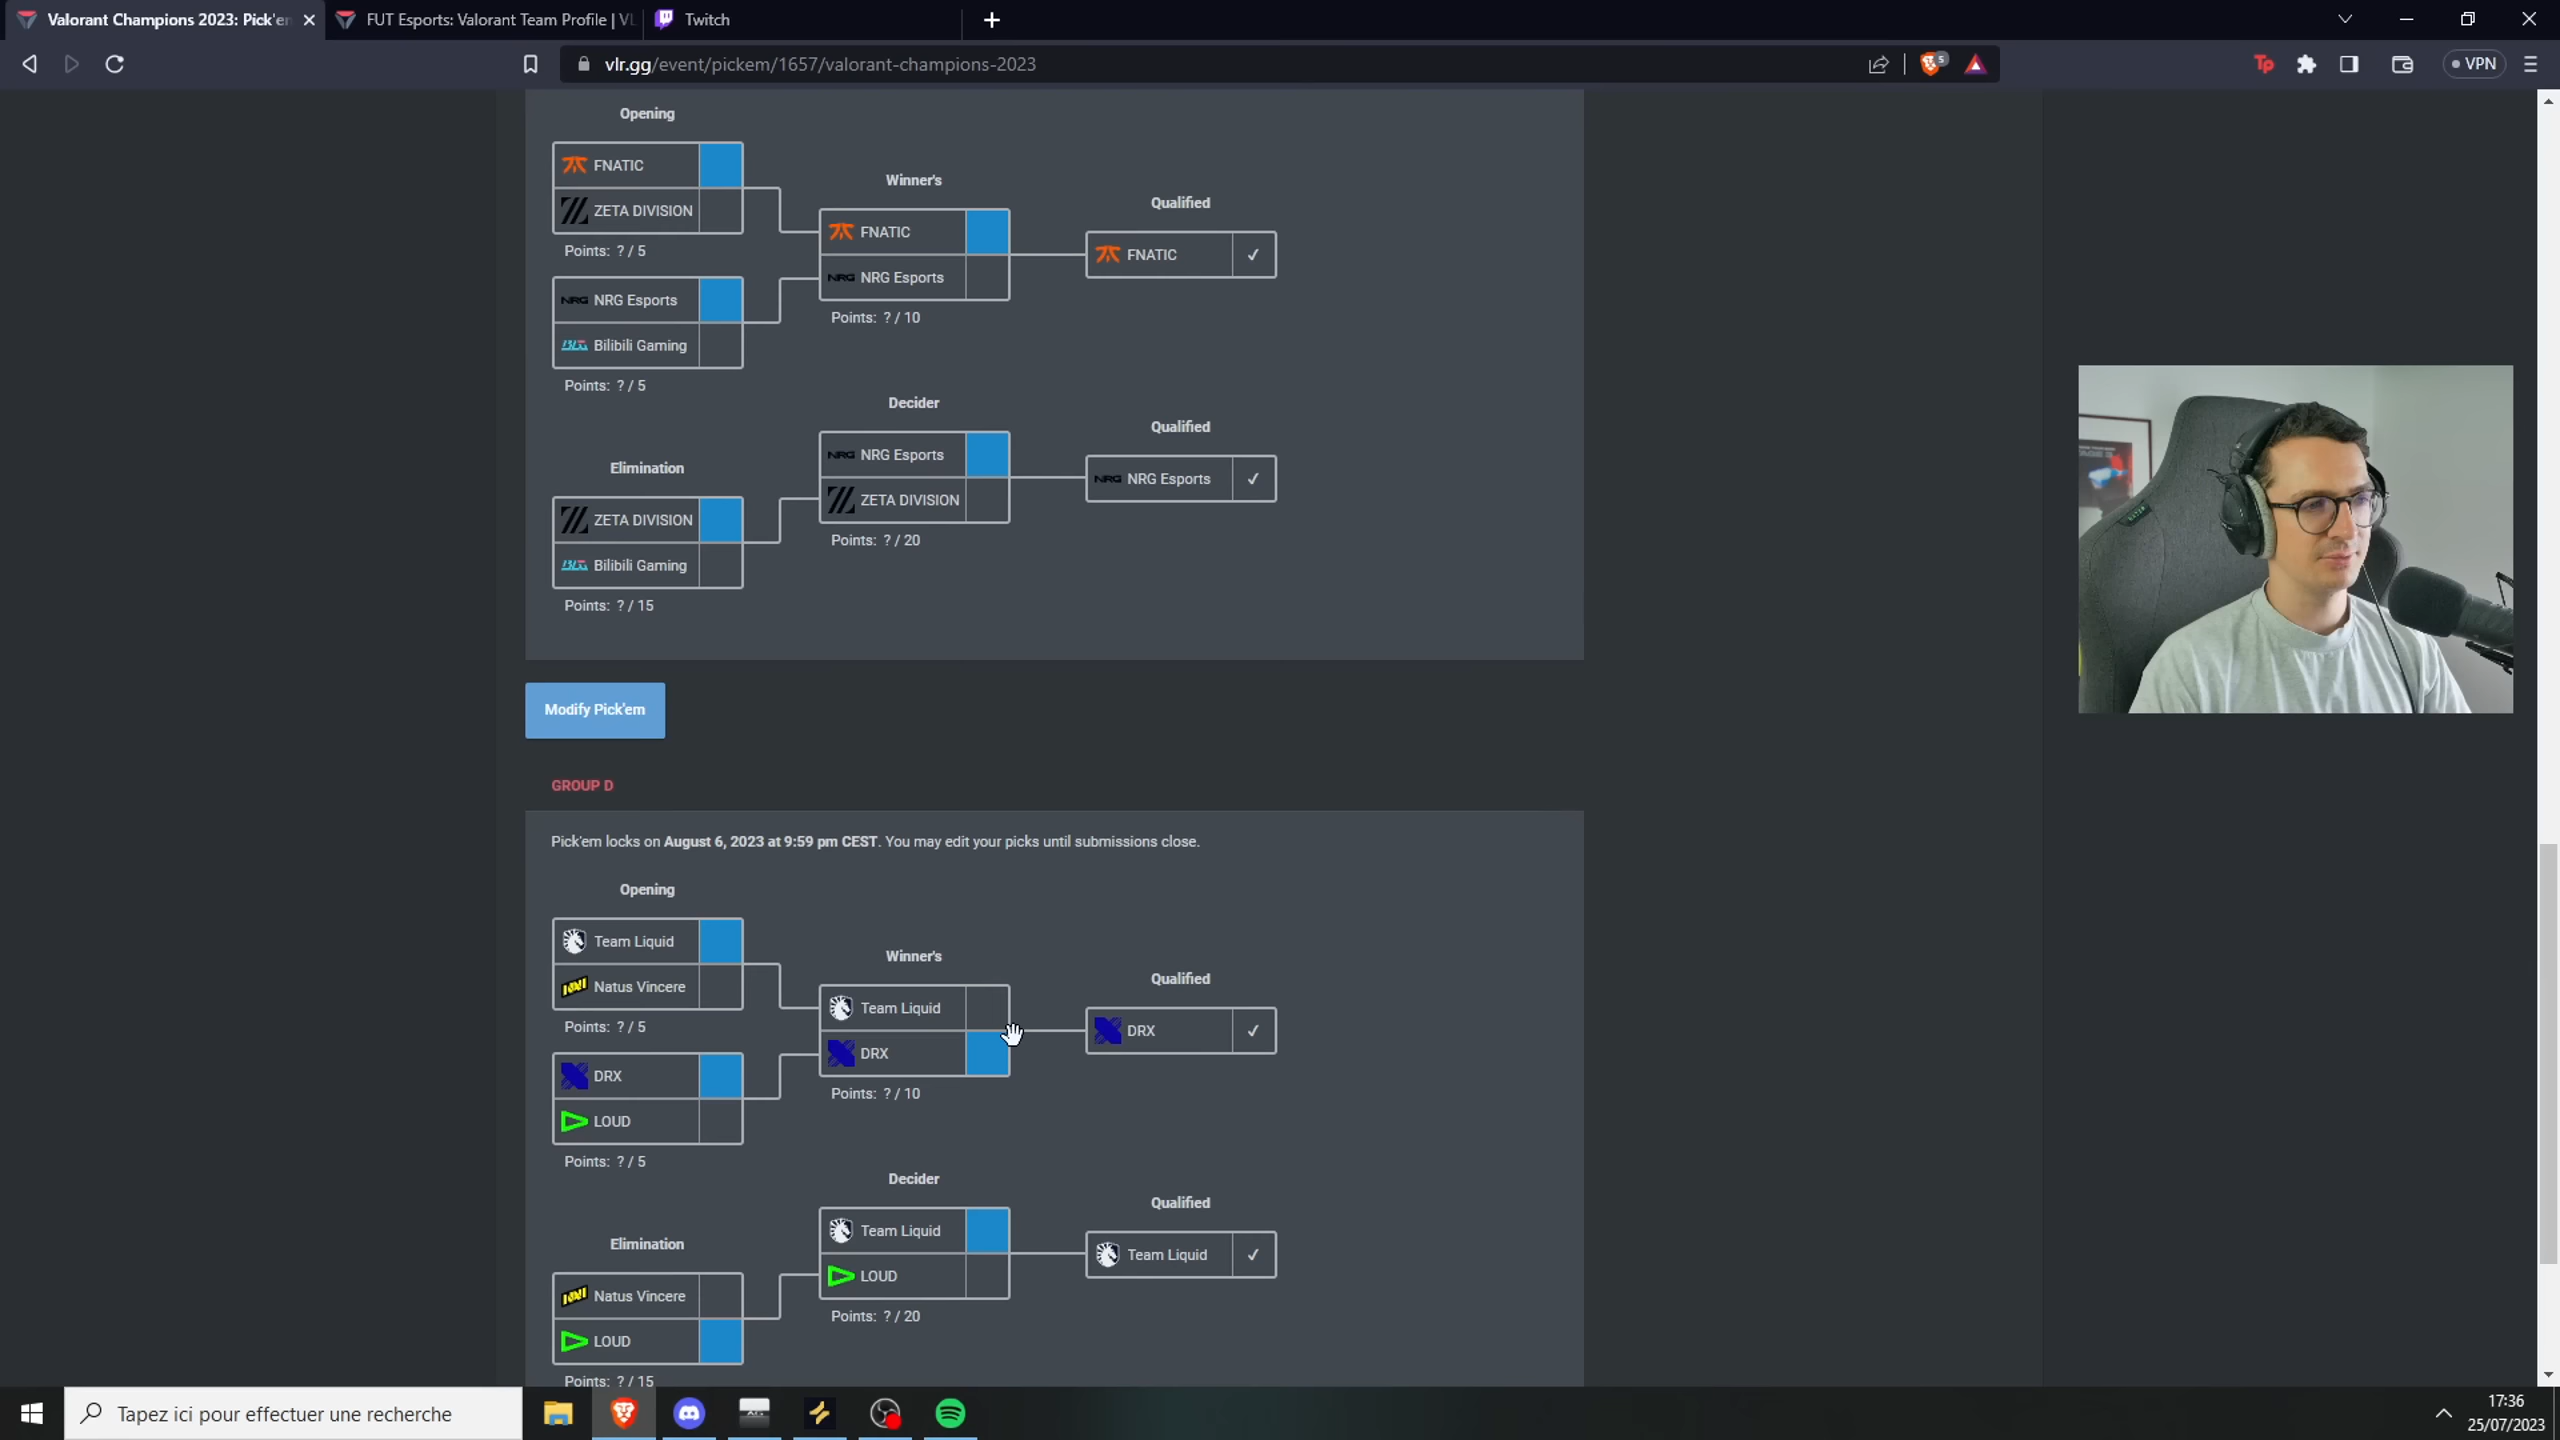 Valorant Champions 2023: Pick'e
FUT Esports: Valorant Team Profile | VL
Twitch
vlr.gg/event/pickem/1657/valorant-champions-2023
5
Tp
VPN
Opening
FNATIC
ZETA DIVISION
Points: ? / 5
NRG Esports
Bilibili Gaming
Points: ? / 5
Winner's
FNATIC
NRG NRG Esports
Points: ? / 10
Qualified
FNATIC ✓
Decider
NRG NRG Esports
ZETA DIVISION
Points: ? / 20
Qualified
NRG NRG Esports ✓
Elimination
ZETA DIVISION
Bilibili Gaming
Points: ? / 15
Modify Pick'em
GROUP D
Pick'em locks on August 6, 2023 at 9:59 pm CEST. You may edit your picks until submissions close.
Opening
Team Liquid
Natus Vincere
Points: ? / 5
DRX
LOUD
Points: ? / 5
Winner's
Team Liquid
DRX
Points: ? / 10
Qualified
DRX ✓
Decider
Team Liquid
LOUD
Points: ? / 20
Qualified
Team Liquid ✓
Elimination
Natus Vincere
LOUD
Points: ? / 15
Tapez ici pour effectuer une recherche
17:36
25/07/2023